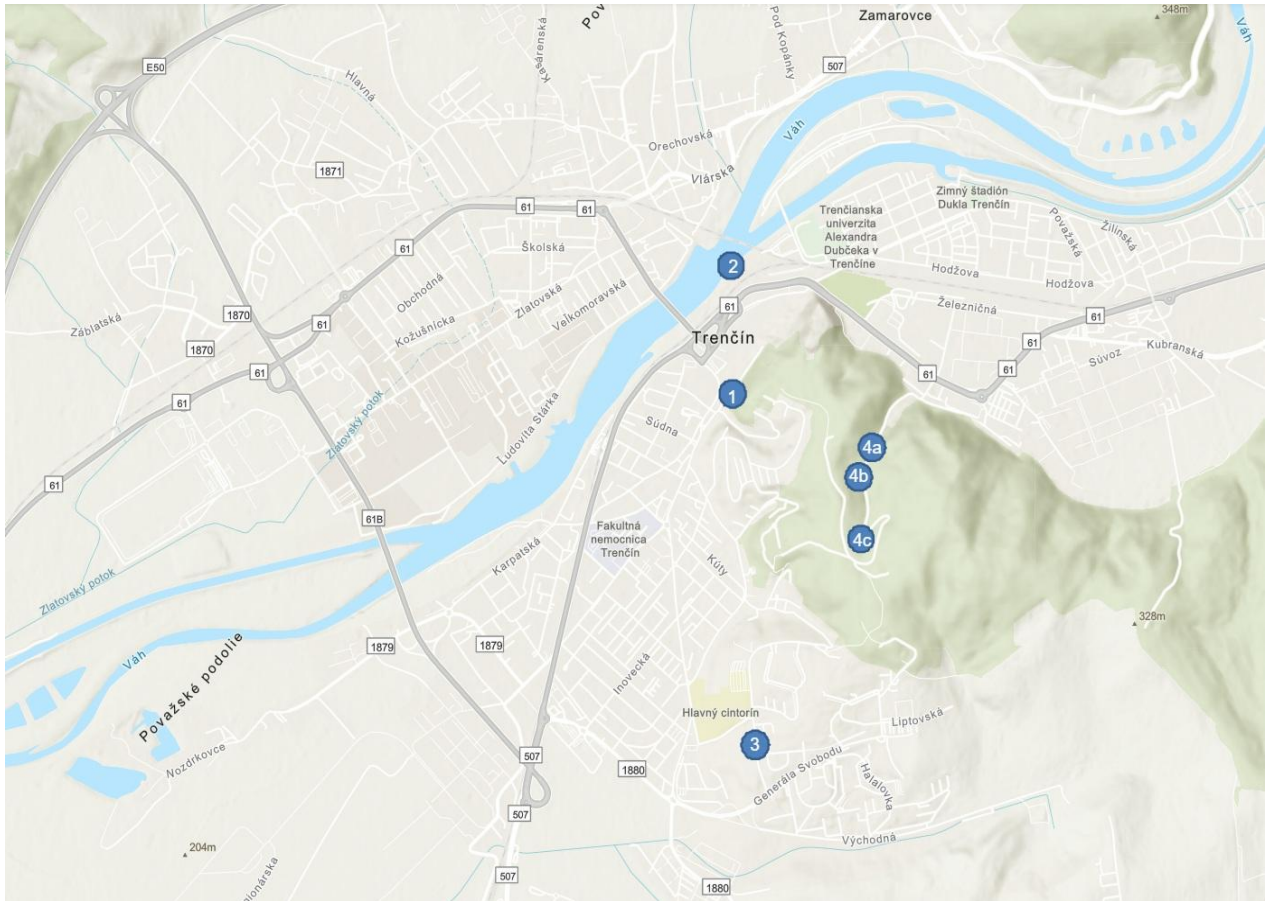 Pov
Zamarovce
348m
Váh
Pod Kopánky
Kasárenská
507
E50
Hlavná
Váh
Orechovská
1871
Vlárska
Zimný štadión
Dukla Trenčín
61
61
Trenčianska
univerzita
Alexandra
Dubčeka v
Trenčíne
Považská
Žilinská
61
Školská
2
Hodžova
Hodžova
Obchodná
Zlatovská
Veľkomoravská
61
Železničná
1870
61
61
Záblatská
Kožušnícka
Trenčín
61
Kubranská
1870
Súvoz
61
61
1
61
Zlatovský potok
Ľudovíta Stárka
Súdna
4a
4b
61
61B
Fakultná
nemocnica
Trenčín
4c
Karpatská
Kúty
Zlatovský potok
328m
Váh
1879
1879
Považské podolie
Inovecká
Hlavný cintorín
Liptovská
3
Nozdrkovce
507
1880
Generála Svobodu
Halalovka
507
Východná
204m
507
1880
ionárska